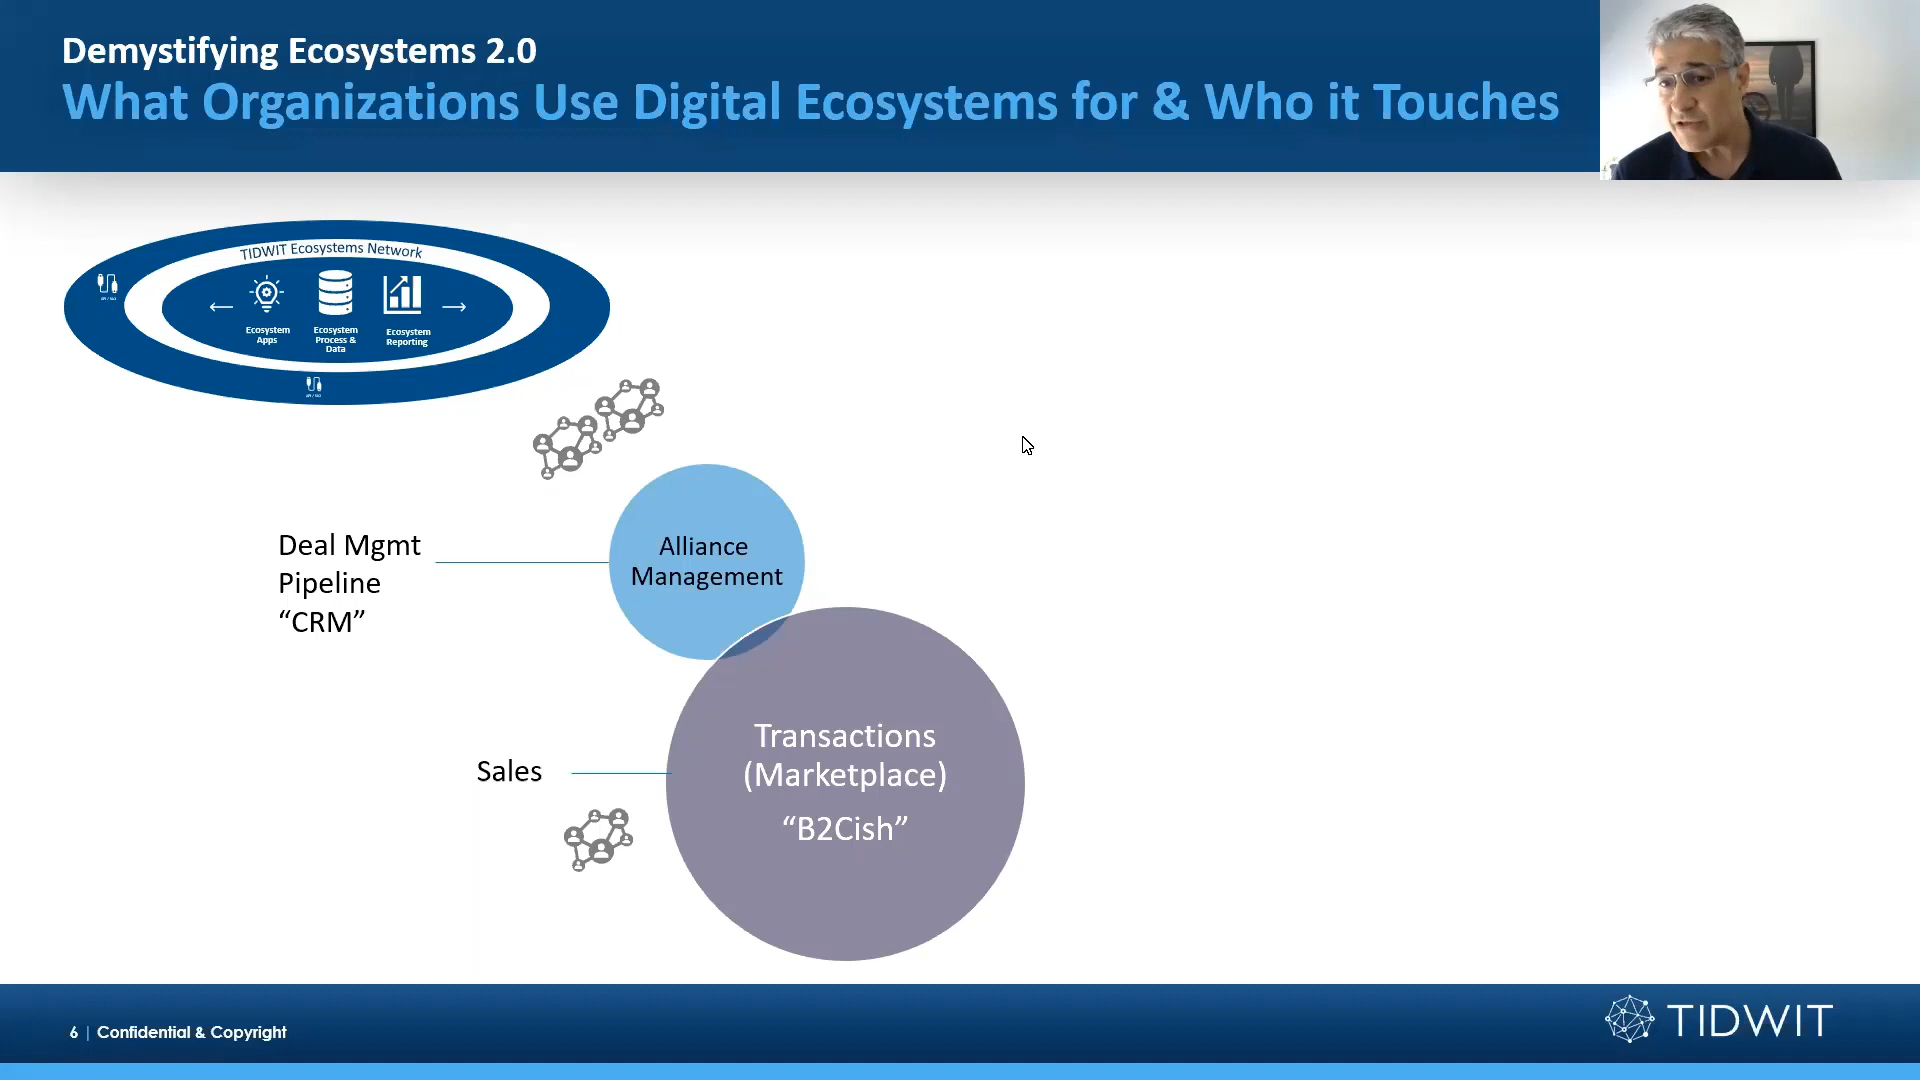 Demystifying Ecosystems 2.0
What Organizations Use Digital Ecosystems for & Who it Touches
TIDWIT Ecosystems Network
Ecosystem
Apps
Ecosystem
Process &
Data
Ecosystem
Reporting
Deal Mgmt
Pipeline
“CRM”
Alliance
Management
Sales
Transactions
(Marketplace)
“B2Cish”
6 | Confidential & Copyright
TIDWIT